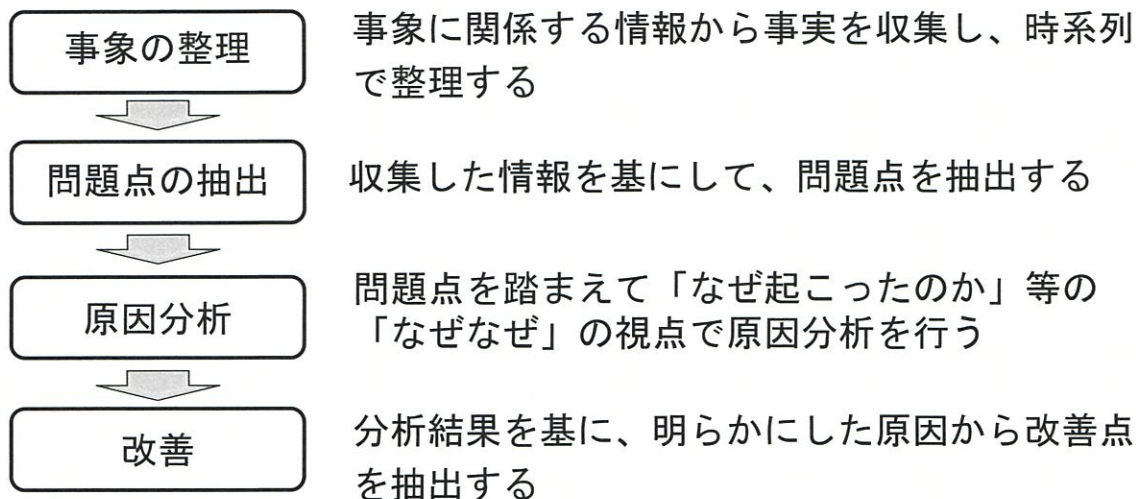 事象の整理
事象に関係する情報から事実を収集し、時系列
で整理する
問題点の抽出
収集した情報を基にして、問題点を抽出する
原因分析
問題点を踏まえて「なぜ起こったのか」等の
「なぜなぜ」の視点で原因分析を行う
改善
分析結果を基に、明らかにした原因から改善点
を抽出する